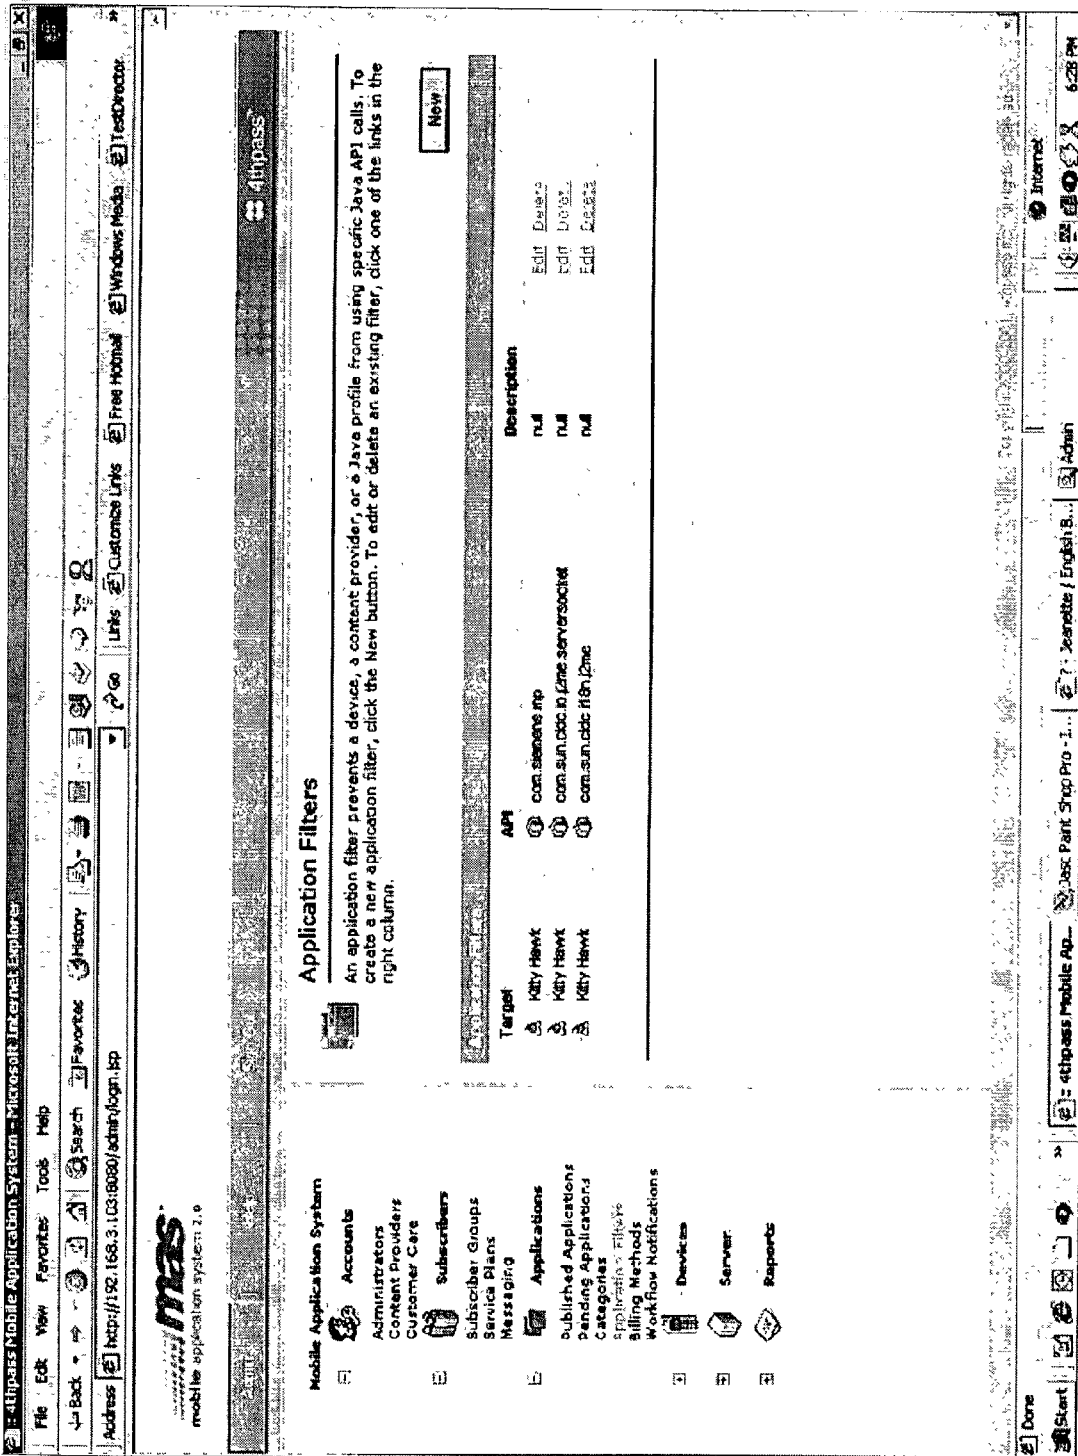 4thpass Mobile Application System - Microsoft Internet Explorer
File Edit View Favorites Tools Help
Back Search Favorites History
Address http://192.168.3.103:8080/admin/login.jsp Go Links Customize Links Free Hotmail Windows Media TestDirector
mas
mobile application system 2.0
4thpass
Mobile Application System
Accounts
Administrators
Content Providers
Customer Care
Subscribers
Subscriber Groups
Service Plans
Messaging
Applications
Published Applications
Pending Applications
Categories
Application Filters
Billing Methods
Workflow Notifications
Devices
Server
Reports
Application Filters
An application filter prevents a device, a content provider, or a Java profile from using specific Java API calls. To
create a new application filter, click the New button. To edit or delete an existing filter, click one of the links in the
right column.
New
Target API Description
Kitty Hawk com.siemens.mp null Edit Delete
Kitty Hawk com.sun.cldc.io.j2me.serversocket null Edit Delete
Kitty Hawk com.sun.cldc.i18n.j2me null Edit Delete
Done Internet
Start 4thpass Mobile Ap... Jasc Paint Shop Pro - I... Jeanette / English B... Admin 6:28 PM